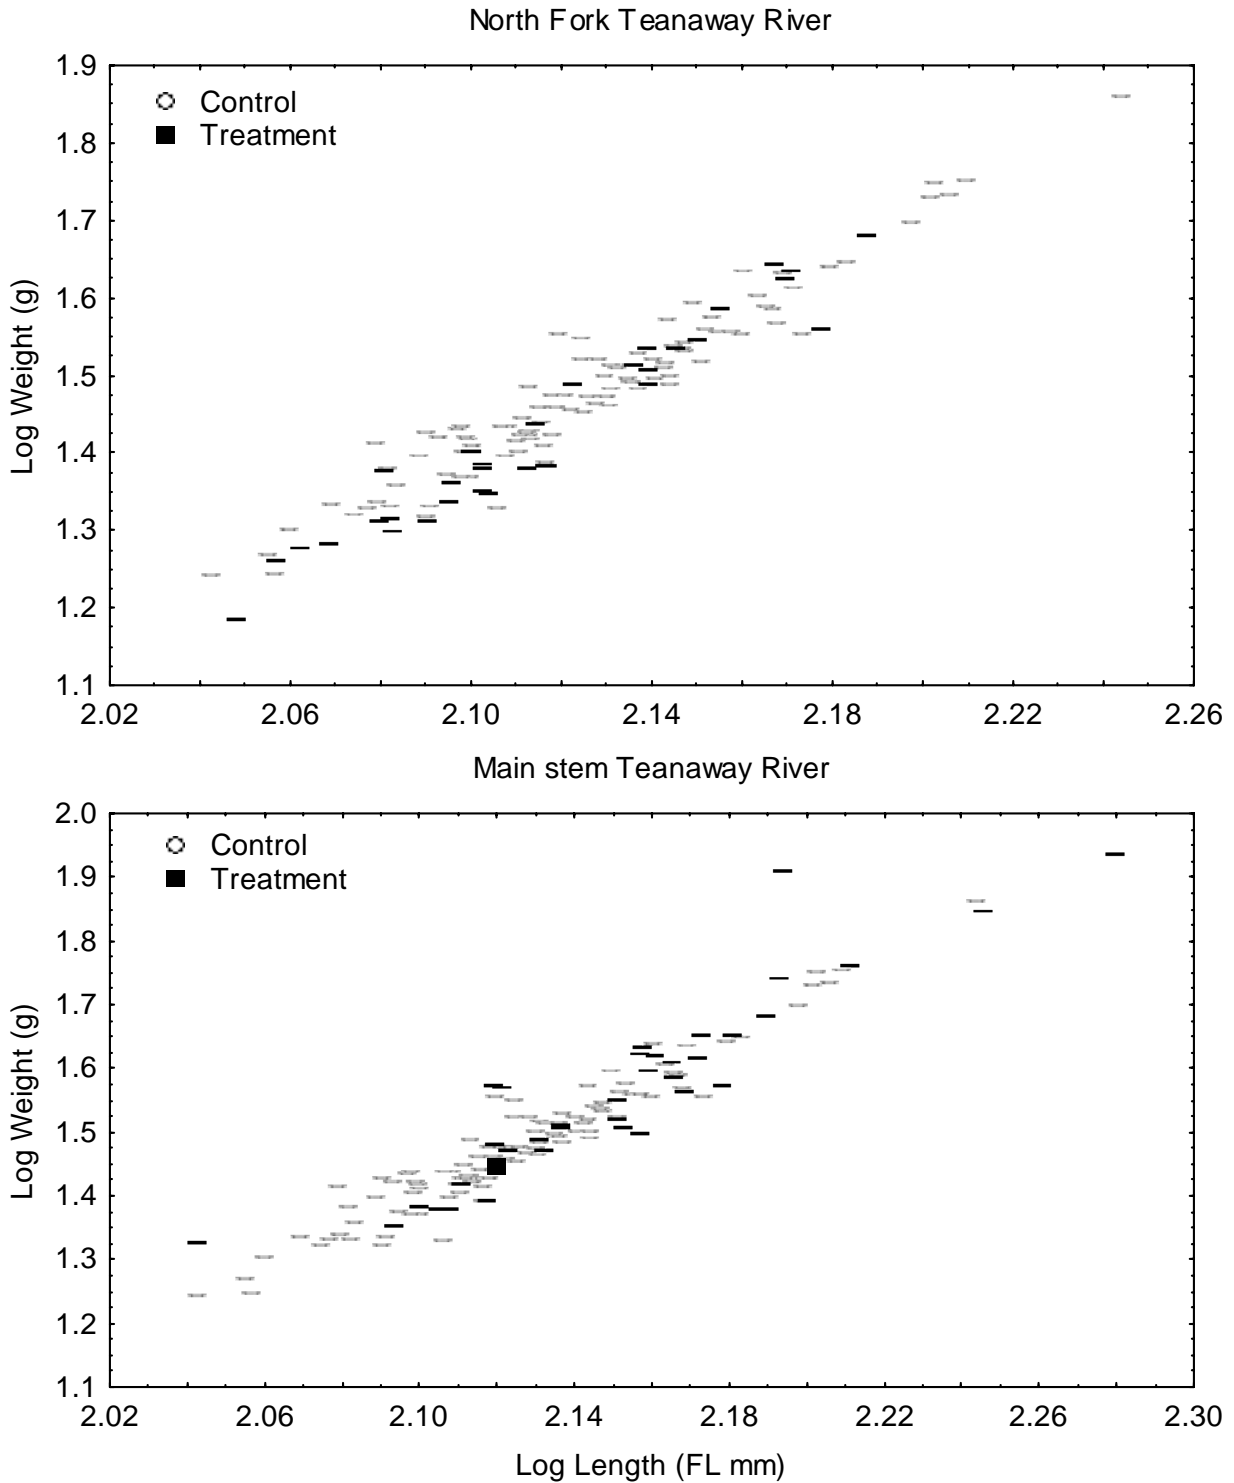 North Fork Teanaway River
1.9
Control
Treatment
1.8
1.7
1.6
1.5
1.4
1.3
1.2
1.1
Log Weight (g)
2.02 2.06 2.10 2.14 2.18 2.22 2.26
Main stem Teanaway River
2.0
Control
Treatment
1.9
1.8
1.7
1.6
1.5
1.4
1.3
1.2
1.1
Log Weight (g)
2.02 2.06 2.10 2.14 2.18 2.22 2.26 2.30
Log Length (FL mm)